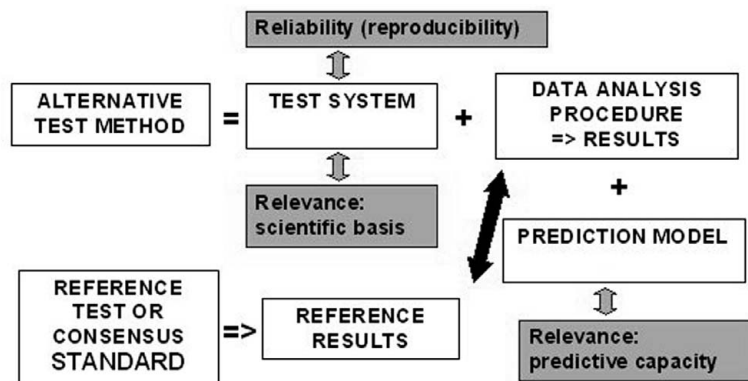 Reliability (reproducibility)
ALTERNATIVE
TEST METHOD
=
TEST SYSTEM
+
DATA ANALYSIS
PROCEDURE
=> RESULTS
Relevance:
scientific basis
+
PREDICTION MODEL
REFERENCE
TEST OR
CONSENSUS
STANDARD
=>
REFERENCE
RESULTS
Relevance:
predictive capacity